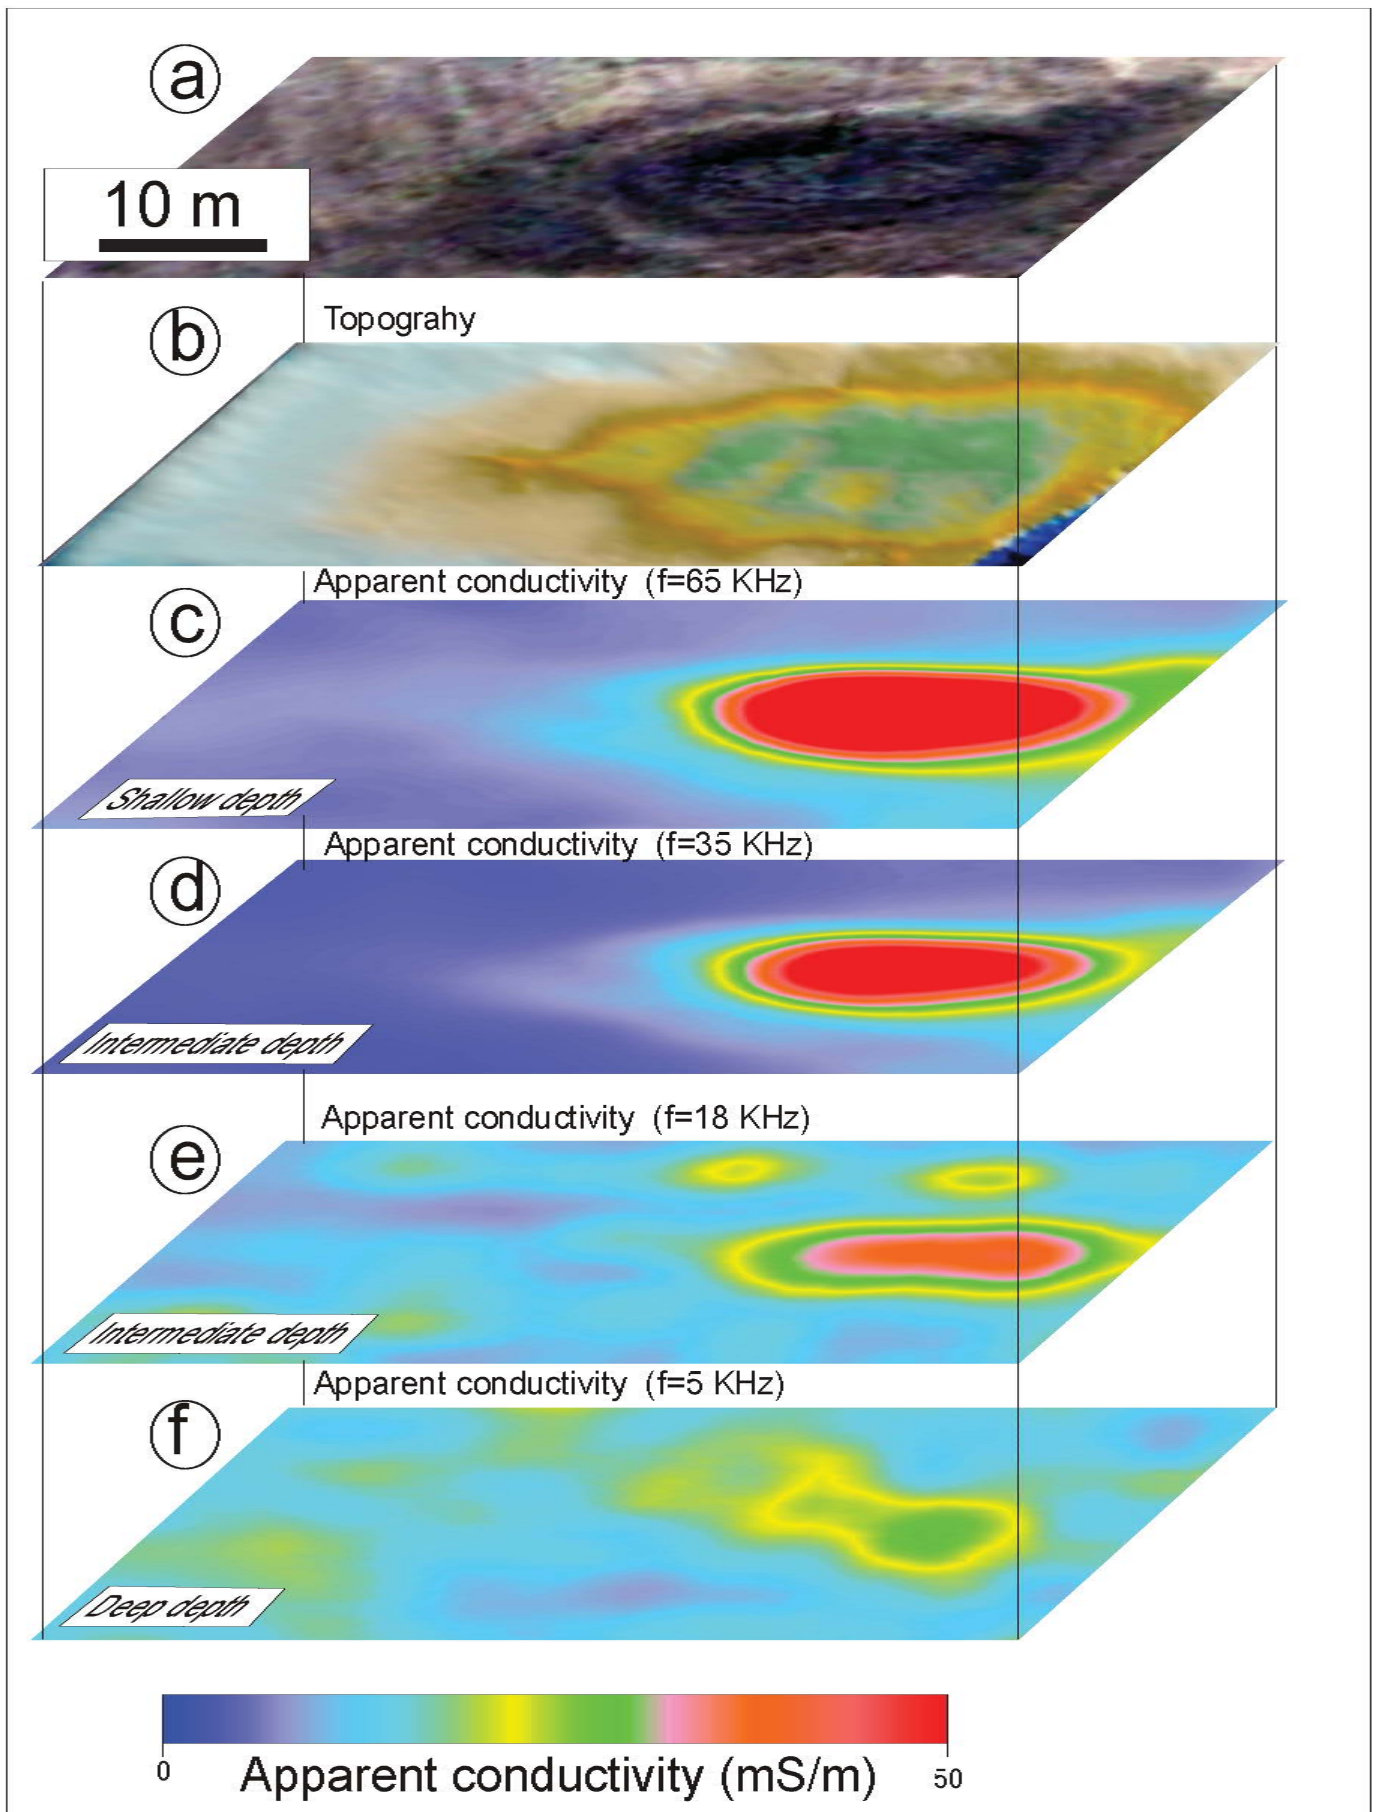 a
10 m
b
Topograhy
Apparent conductivity (f=65 KHz)
c
Shallow depth
Apparent conductivity (f=35 KHz)
d
Intermediate depth
Apparent conductivity (f=18 KHz)
e
Intermediate depth
Apparent conductivity (f=5 KHz)
f
Deep depth
0 Apparent conductivity (mS/m) 50